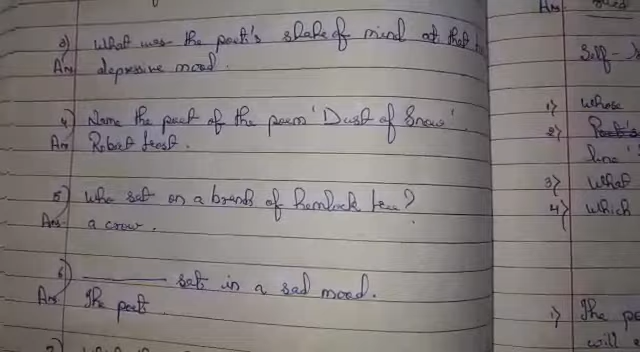 3) What was the poet's state of mind at that
Ans depressive mood.
4) Name the poet of the poem 'Dust of Snow'.
Ans Robert frost.
5) Who sat on a branch of hemlock tree?
Ans a crow.
6) ________ sat in a sad mood.
Ans The poet
Ans
Self-
1) Whose
2) Poet's
line
3) What
4) Which
1) The
will